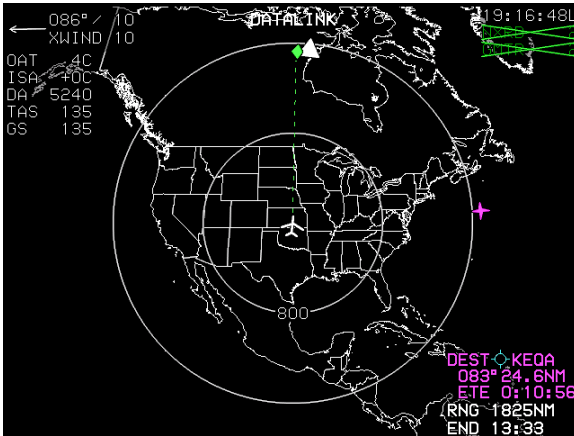 086° / 10
XWIND 10
DATALINK
19:16:48L
OAT 4C
ISA +0C
DA 5240
TAS 135
GS 135
800
DEST KEQA
083° 24.6NM
ETE 0:10:56
RNG 1825NM
END 13:33